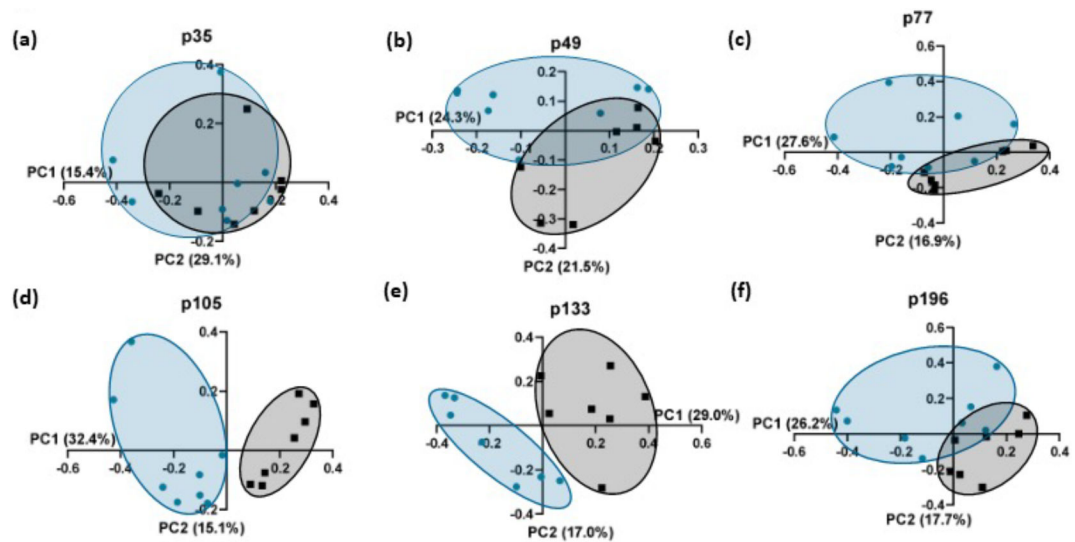 (a)
p35
0.4
0.2
PC1 (15.4%)
-0.6 -0.4 -0.2 0.2 0.4
-0.2
PC2 (29.1%)
(b)
p49
0.2
0.1
PC1 (24.3%)
-0.3 -0.2 -0.1 0.1 0.2 0.3
-0.1
-0.2
-0.3
-0.4
PC2 (21.5%)
(c)
p77
0.6
0.4
0.2
PC1 (27.6%)
-0.6 -0.4 -0.2 0.2 0.4
-0.2
-0.4
PC2 (16.9%)
(d)
p105
0.4
0.2
PC1 (32.4%)
-0.6 -0.4 -0.2 0.2 0.4
-0.2
PC2 (15.1%)
(e)
p133
0.4
0.2
PC1 (29.0%)
-0.4 -0.2 0.2 0.4 0.6
-0.2
-0.4
PC2 (17.0%)
(f)
p196
0.6
0.4
0.2
PC1 (26.2%)
-0.6 -0.4 -0.2 0.2 0.4
-0.2
-0.4
PC2 (17.7%)